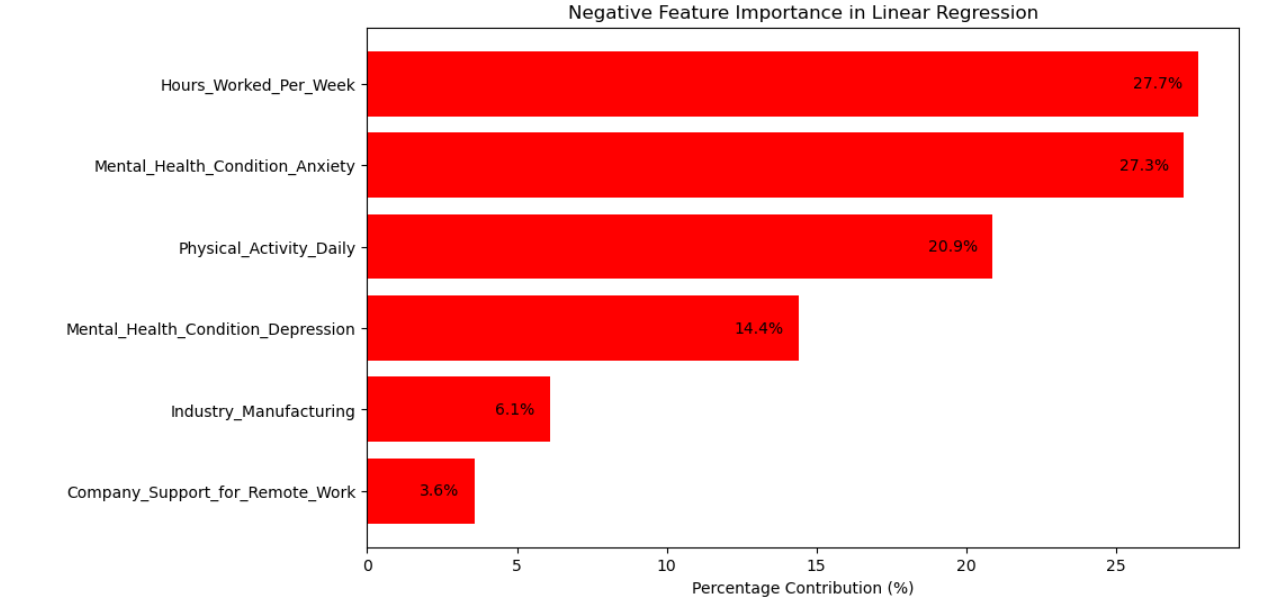 Negative Feature Importance in Linear Regression
Hours_Worked_Per_Week
27.7%
Mental_Health_Condition_Anxiety
27.3%
Physical_Activity_Daily
20.9%
Mental_Health_Condition_Depression
14.4%
Industry_Manufacturing
6.1%
Company_Support_for_Remote_Work
3.6%
0 5 10 15 20 25
Percentage Contribution (%)